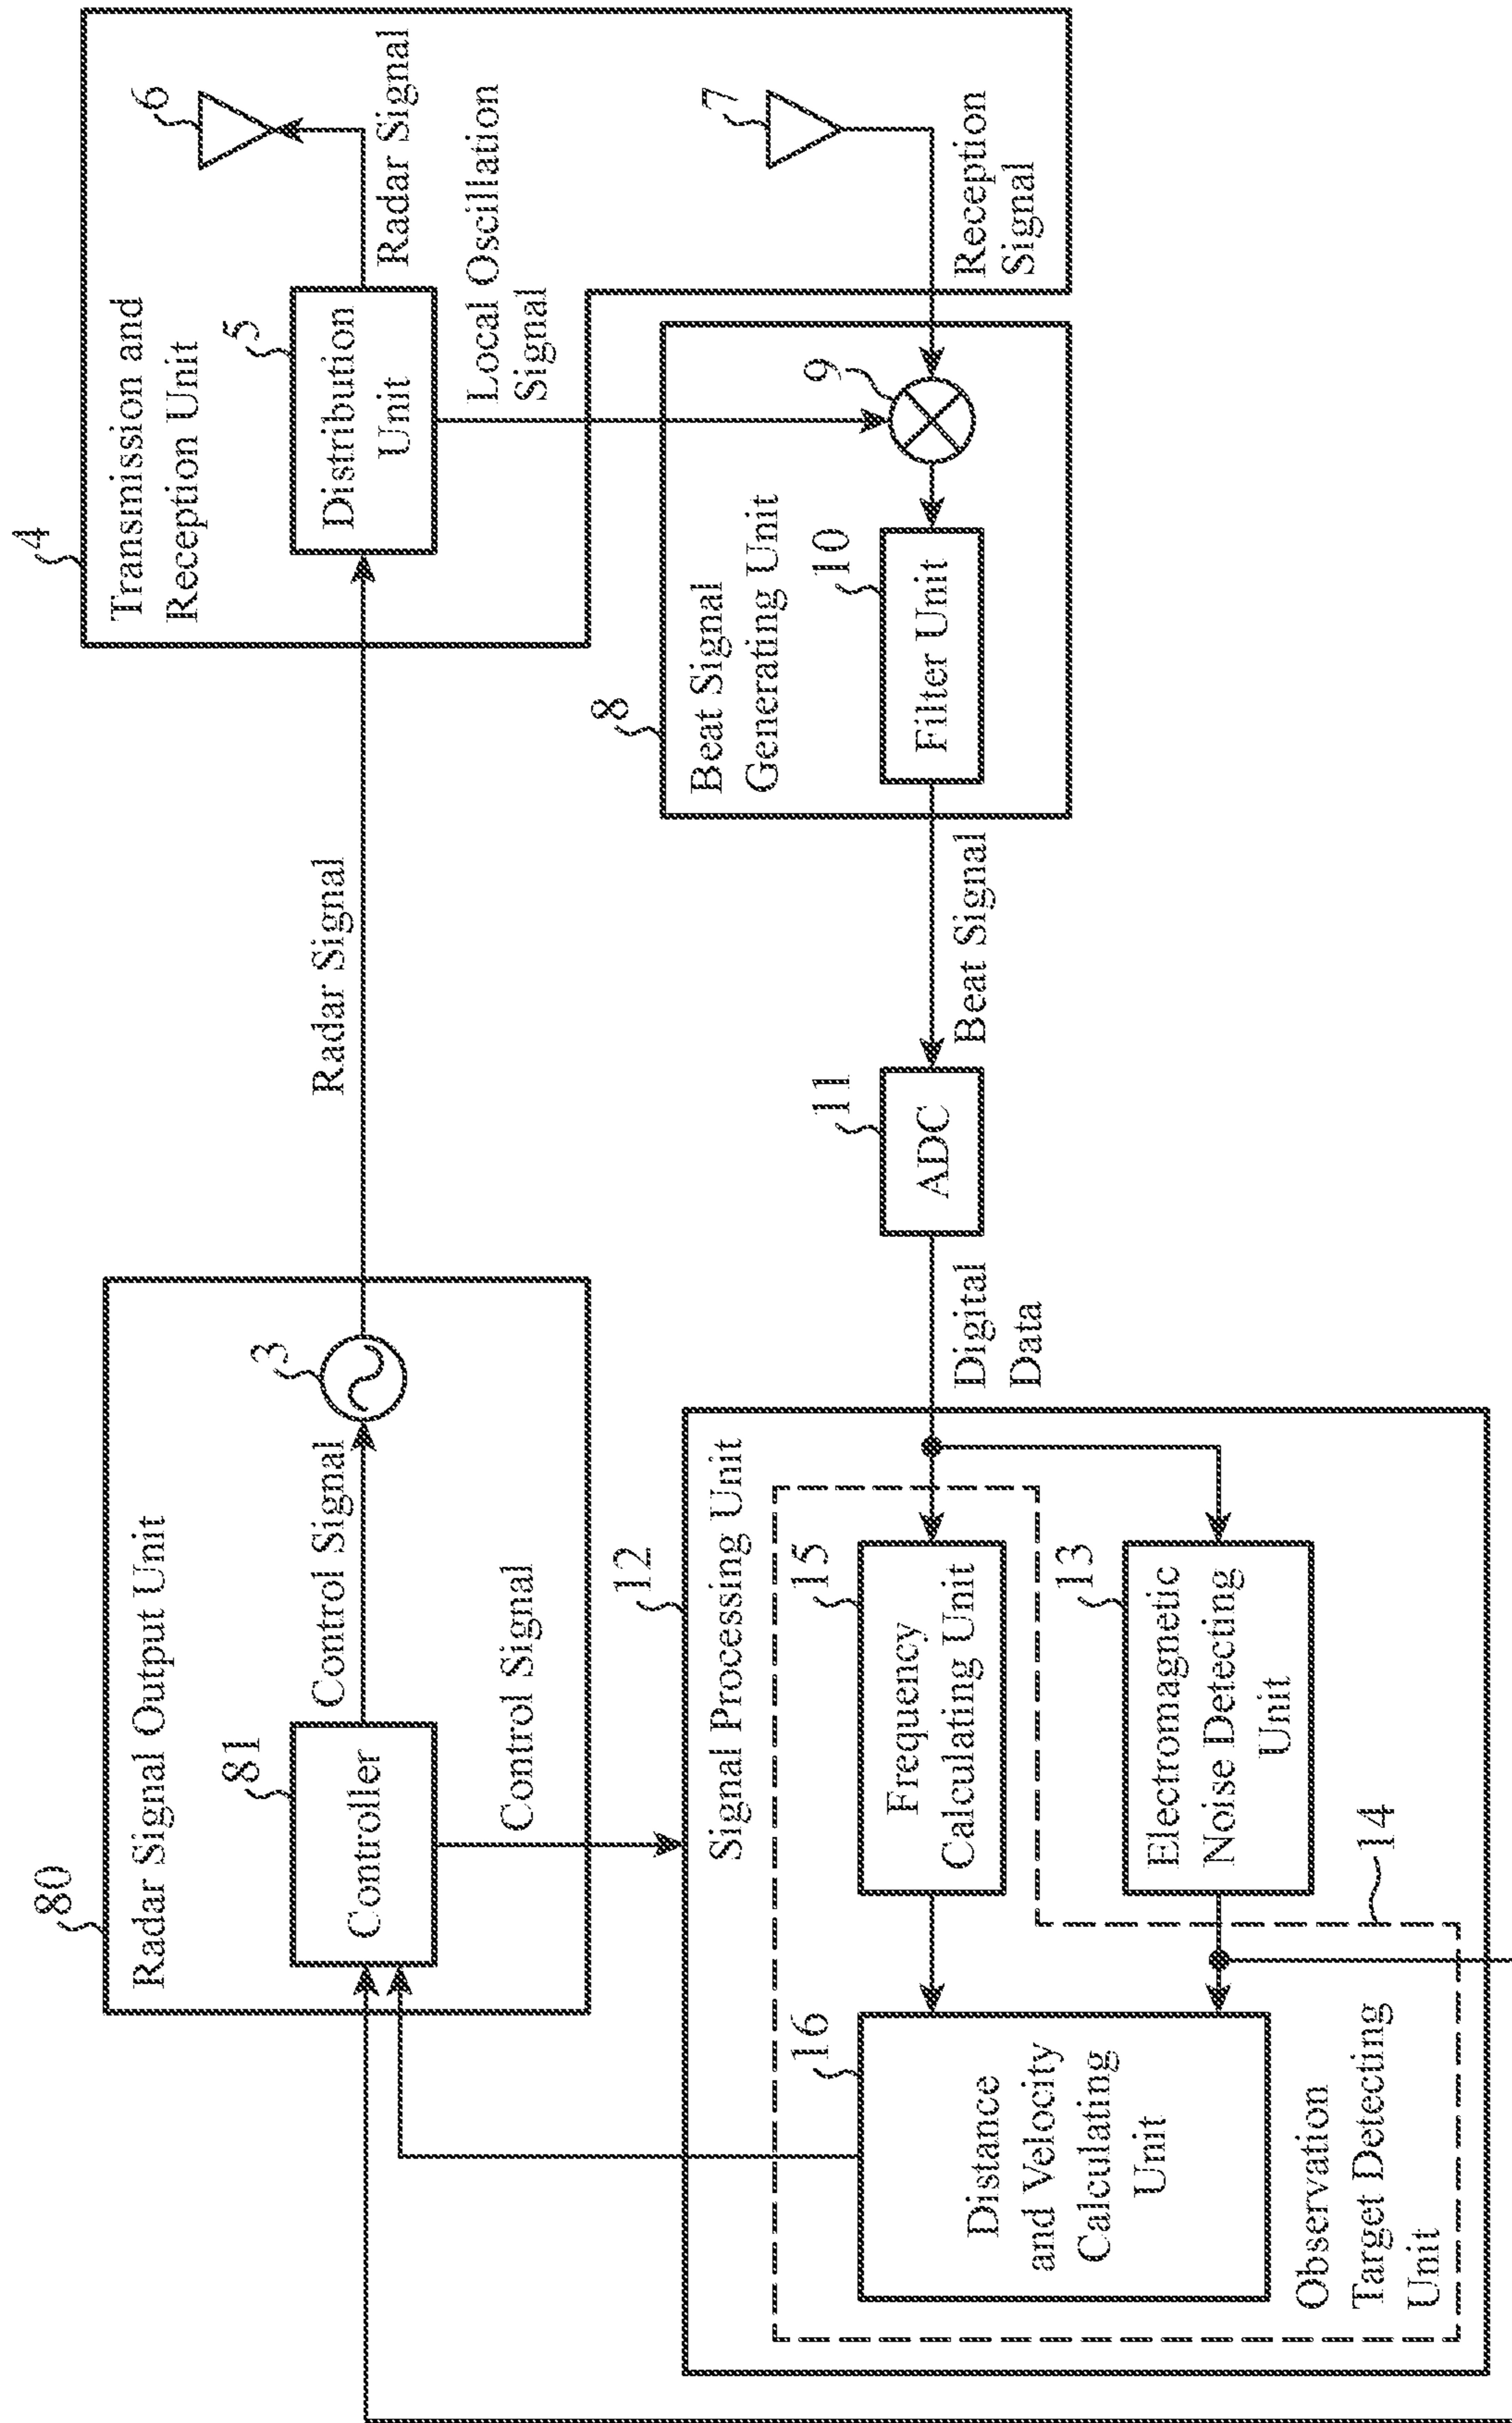 80
Radar Signal Output Unit
81
Controller
Control Signal
3
Control Signal
Radar Signal
4
Transmission and
Reception Unit
5
Distribution
Unit
6
Radar Signal
Local Oscillation
Signal
7
Reception
Signal
8
Beat Signal
Generating Unit
9
10
Filter Unit
Beat Signal
11
ADC
Digital
Data
12
Signal Processing Unit
15
Frequency
Calculating Unit
13
Electromagnetic
Noise Detecting
Unit
14
16
Distance
and Velocity
Calculating
Unit
Observation
Target Detecting
Unit